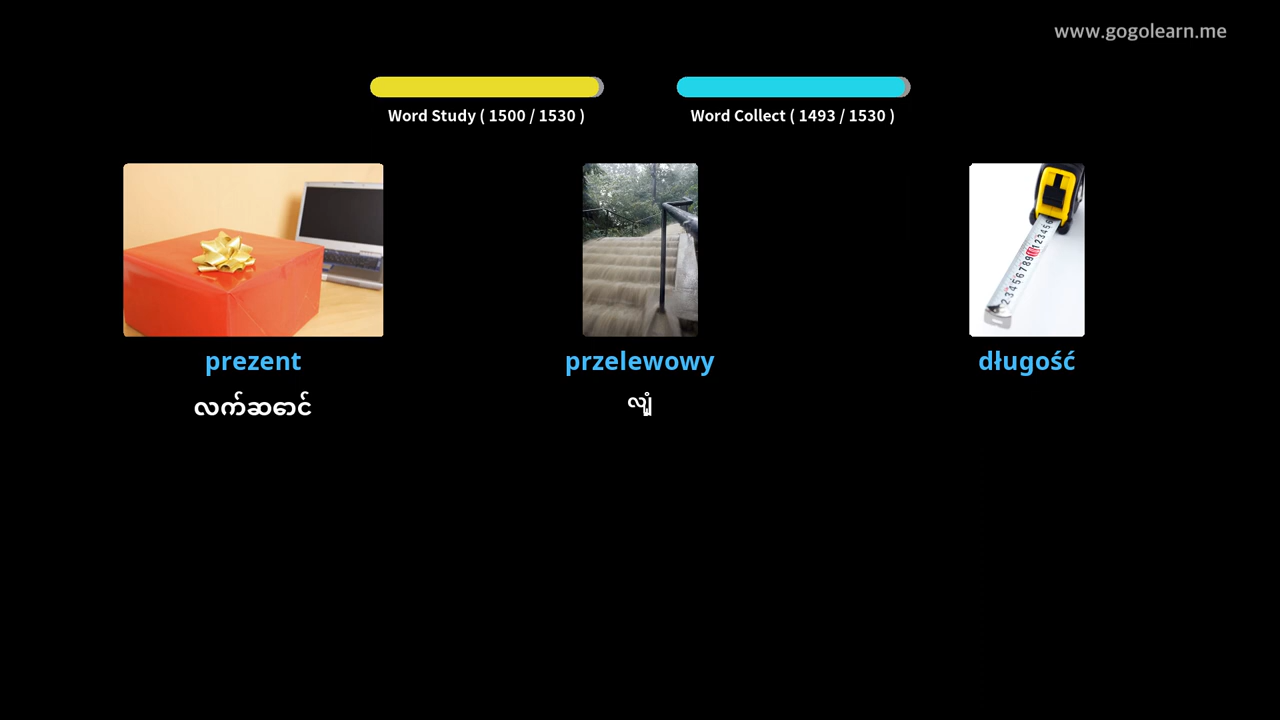 www.gogolearn.me
Word Study ( 1500 / 1530 )
Word Collect ( 1493 / 1530 )
prezent
przelewowy
długość
လက်ဆောင်
လျှံ